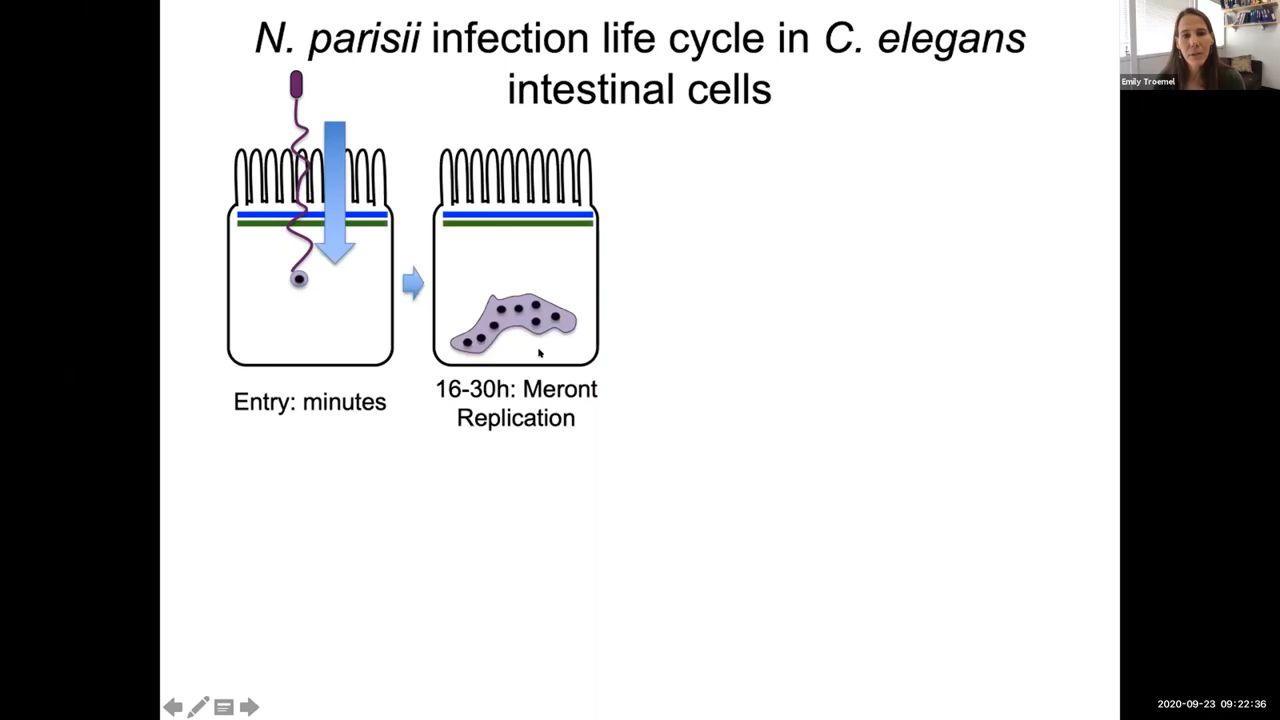 N. parisii infection life cycle in C. elegans
intestinal cells
Emily Troemel
Entry: minutes
16-30h: Meront
Replication
2020-09-23 09:22:36